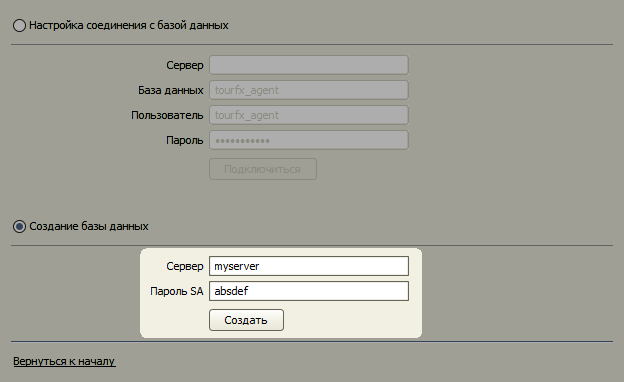 Настройка соединения с базой данных
Сервер
База данных tourfx_agent
Пользователь tourfx_agent
Пароль •••••••••••
Подключиться
Создание базы данных
Сервер myserver
Пароль SA absdef
Создать
Вернуться к началу